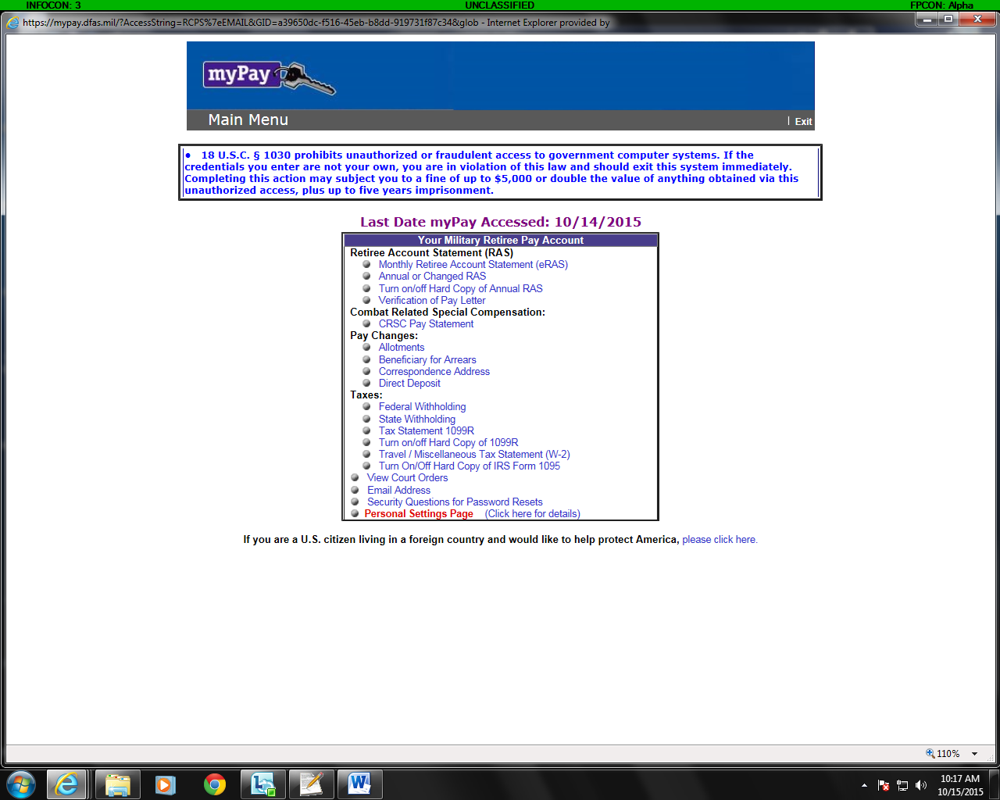 INFOCON: 3 UNCLASSIFIED FPCON: Alpha
https://mypay.dfas.mil/?AccessString=RCPS%7eEMAIL&GID=a39650dc-f516-45eb-b8dd-919731f87c34&glob - Internet Explorer provided by
myPay
Main Menu | Exit
● 18 U.S.C. § 1030 prohibits unauthorized or fraudulent access to government computer systems. If the
credentials you enter are not your own, you are in violation of this law and should exit this system immediately.
Completing this action may subject you to a fine of up to $5,000 or double the value of anything obtained via this
unauthorized access, plus up to five years imprisonment.
Last Date myPay Accessed: 10/14/2015
Your Military Retiree Pay Account
Retiree Account Statement (RAS)
Monthly Retiree Account Statement (eRAS)
Annual or Changed RAS
Turn on/off Hard Copy of Annual RAS
Verification of Pay Letter
Combat Related Special Compensation:
CRSC Pay Statement
Pay Changes:
Allotments
Beneficiary for Arrears
Correspondence Address
Direct Deposit
Taxes:
Federal Withholding
State Withholding
Tax Statement 1099R
Turn on/off Hard Copy of 1099R
Travel / Miscellaneous Tax Statement (W-2)
Turn On/Off Hard Copy of IRS Form 1095
View Court Orders
Email Address
Security Questions for Password Resets
Personal Settings Page (Click here for details)
If you are a U.S. citizen living in a foreign country and would like to help protect America, please click here.
110%
10:17 AM
10/15/2015